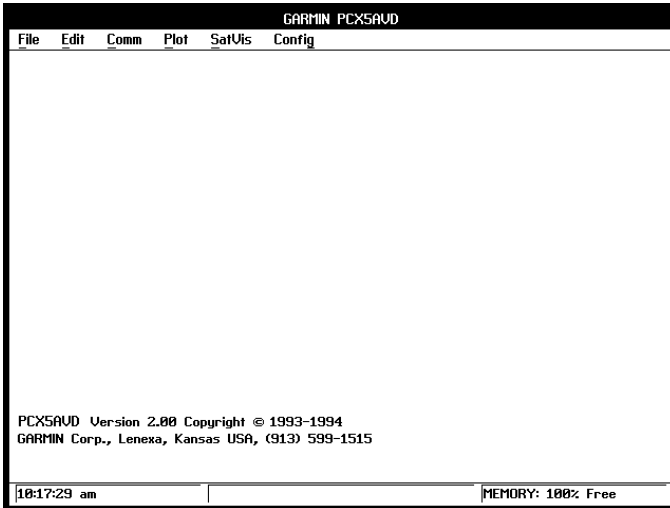 GARMIN PCX5AVD
File Edit Comm Plot SatVis Config
PCX5AVD Version 2.00 Copyright © 1993-1994
GARMIN Corp., Lenexa, Kansas USA, (913) 599-1515
10:17:29 am MEMORY: 100% Free